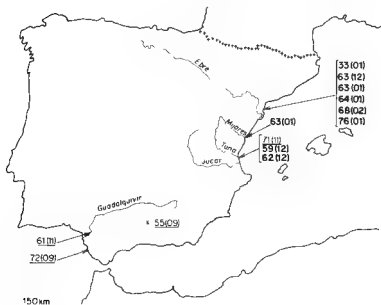 Ebre
33(01)
63(12)
63(01)
64(01)
68(02)
76(01)
Mijares
63(01)
Turia
71(11)
59(12)
62(12)
Jucar
Guadalquivir
55(09)
61(11)
72(09)
150km